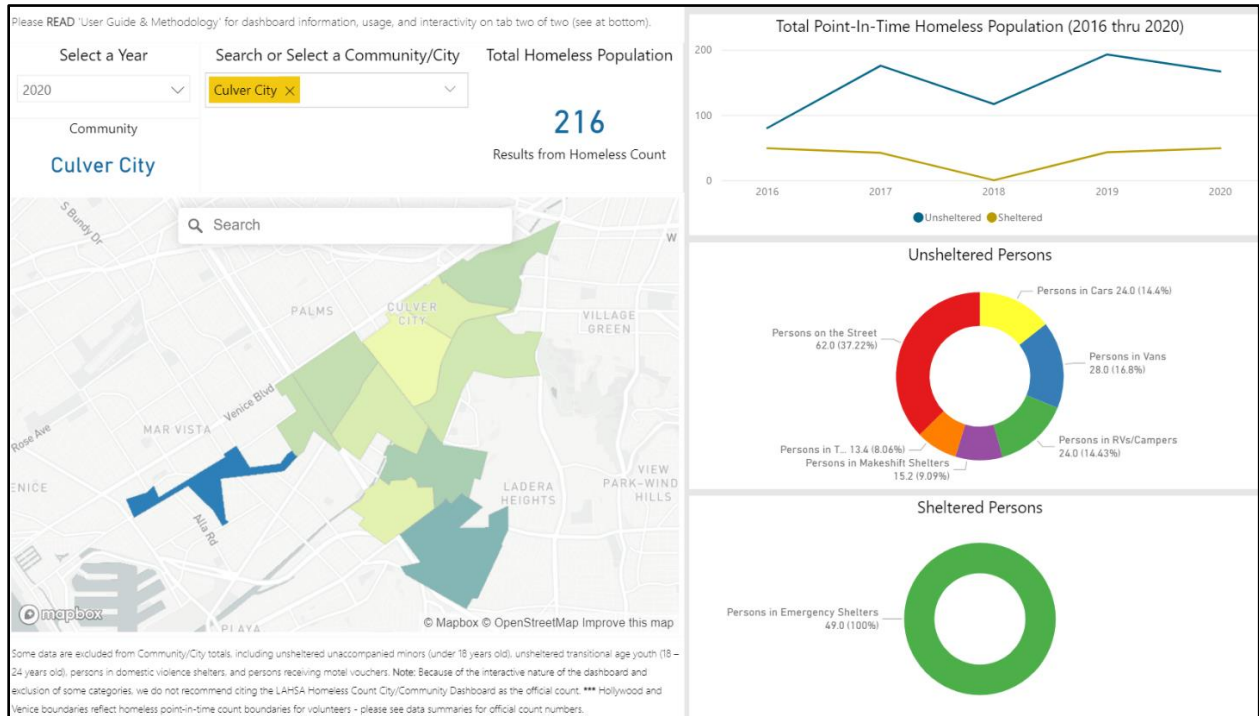 Please READ 'User Guide & Methodology' for dashboard information, usage, and interactivity on tab two of two (see at bottom).
Select a Year
2020
Community
Culver City
Search or Select a Community/City
Culver City ×
Total Homeless Population
216
Results from Homeless Count
Search
S Bundy Dr
W
PALMS
CULVER
CITY
VILLAGE
GREEN
Venice Blvd
Rose Ave
MAR VISTA
ENICE
Alla Rd
LADERA
HEIGHTS
VIEW
PARK-WIND
HILLS
PLAYA
mapbox
© Mapbox © OpenStreetMap Improve this map
Some data are excluded from Community/City totals, including unsheltered unaccompanied minors (under 18 years old), unsheltered transitional age youth (18 –
24 years old), persons in domestic violence shelters, and persons receiving motel vouchers. Note: Because of the interactive nature of the dashboard and
exclusion of some categories, we do not recommend citing the LAHSA Homeless Count City/Community Dashboard as the official count. *** Hollywood and
Venice boundaries reflect homeless point-in-time count boundaries for volunteers - please see data summaries for official count numbers.
Total Point-In-Time Homeless Population (2016 thru 2020)
200
100
0
2016 2017 2018 2019 2020
Unsheltered Sheltered
Unsheltered Persons
Persons in Cars 24.0 (14.4%)
Persons on the Street
62.0 (37.22%)
Persons in Vans
28.0 (16.8%)
Persons in T... 13.4 (8.06%)
Persons in RVs/Campers
24.0 (14.43%)
Persons in Makeshift Shelters
15.2 (9.09%)
Sheltered Persons
Persons in Emergency Shelters
49.0 (100%)